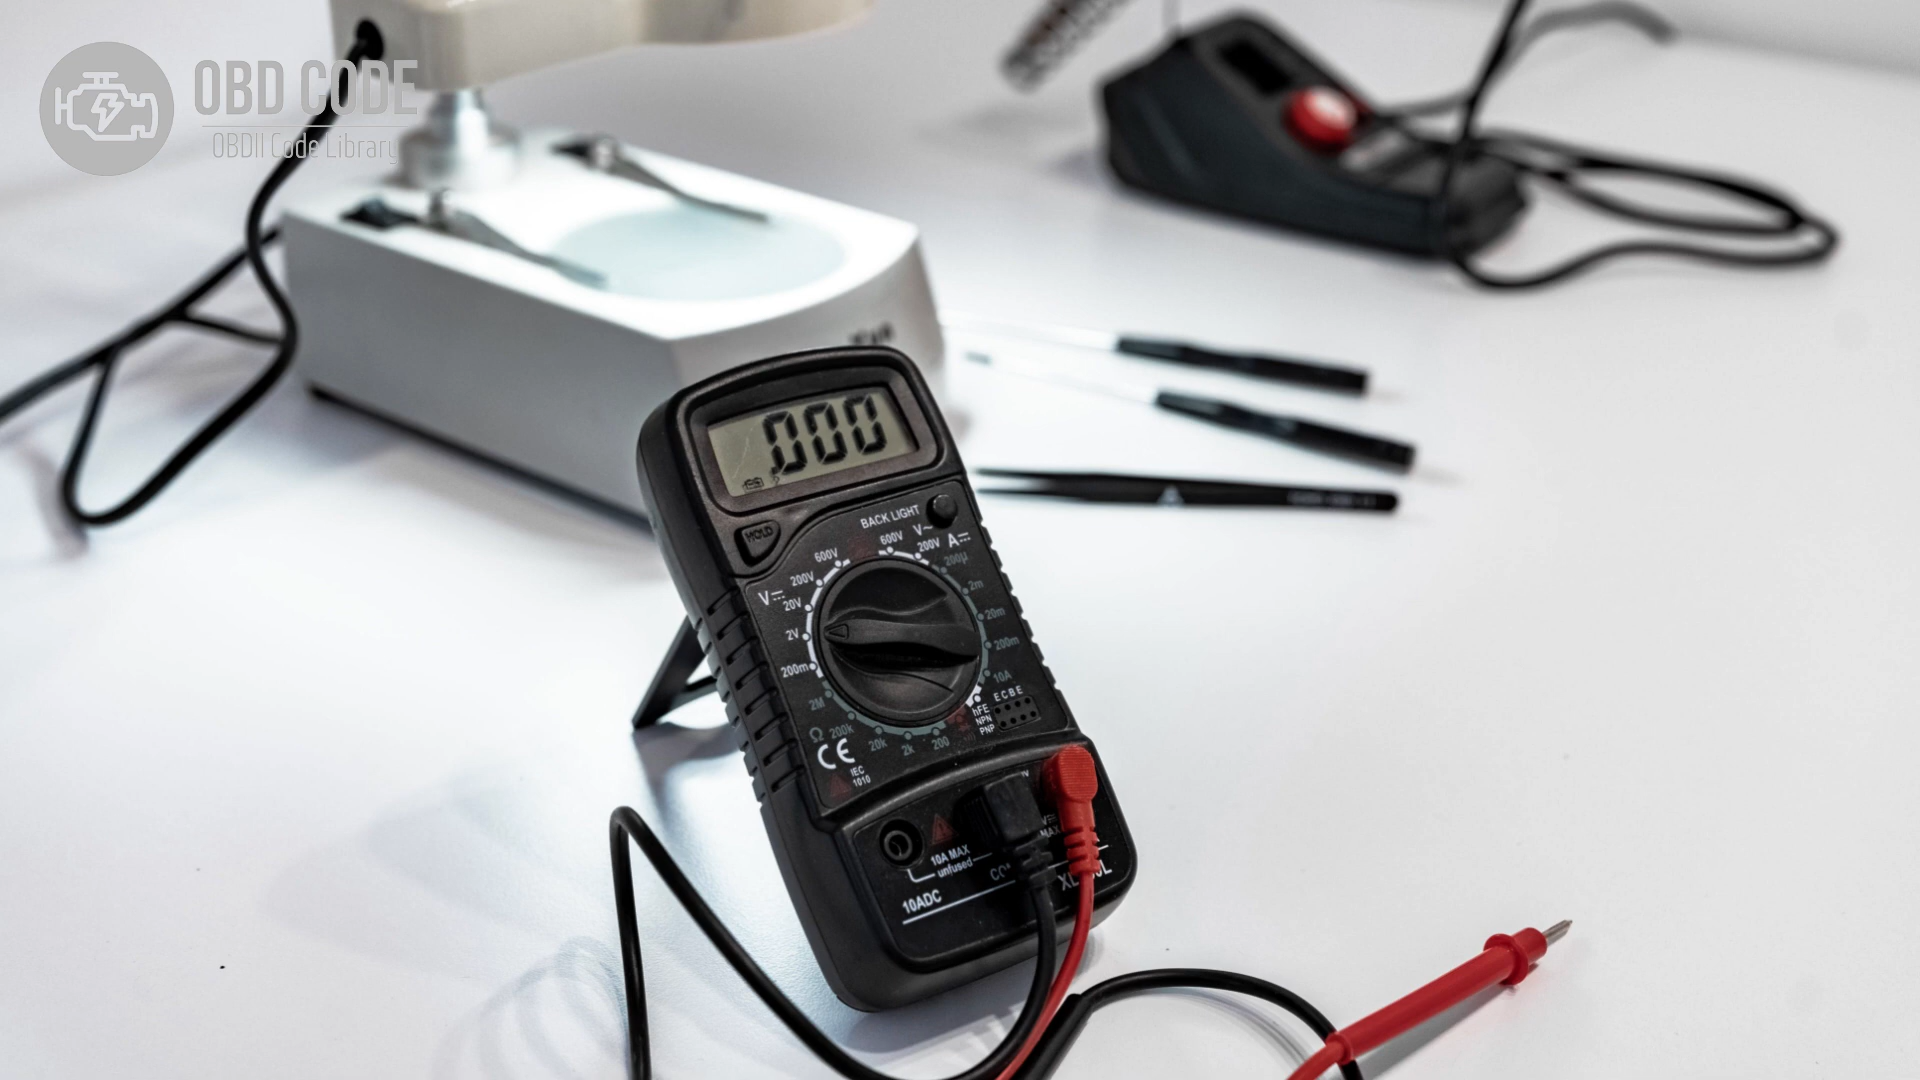 OBD CODE
OBDII Code Library
.000
HOLD
BACK LIGHT
V~
600V
200V
A
600V
200V
200µ
V
20V
2m
2V
20m
200m
200m
2M
10A
Ω
200k
20k
2k
200
hFE
NPN
PNP
E C B E
CE
IEC
1010
MAX
10A MAX
unfused
10ADC